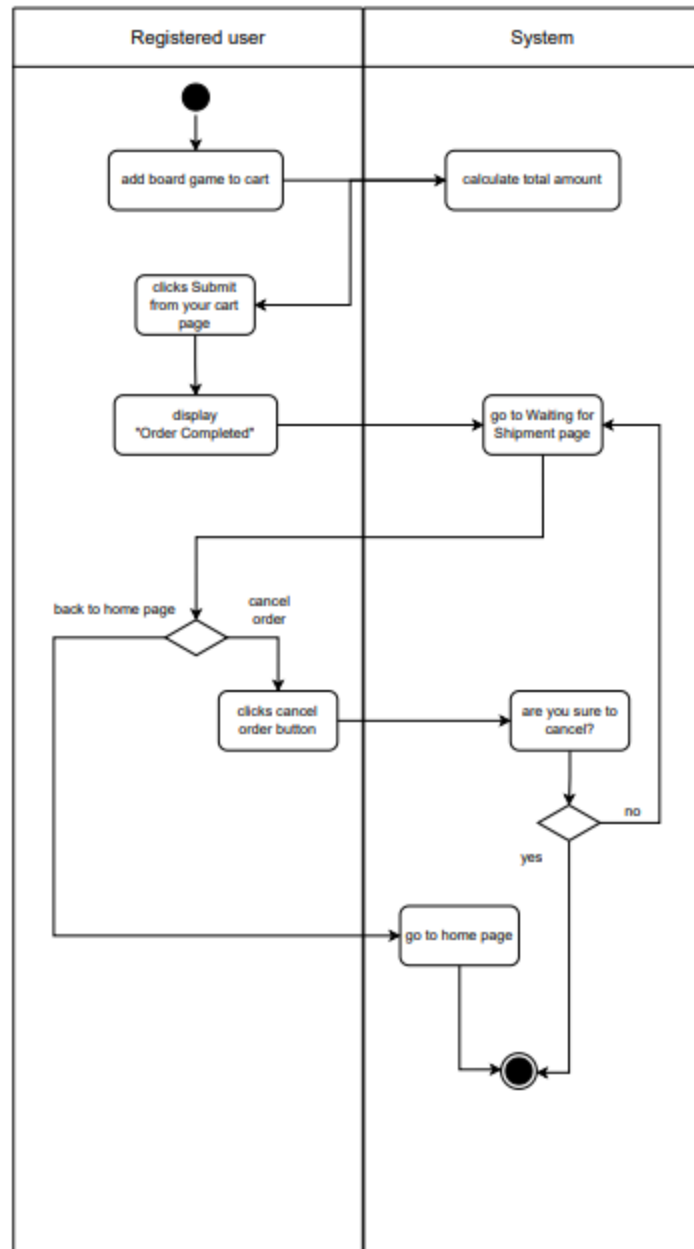 Registered user
System
add board game to cart
calculate total amount
clicks Submit
from your cart
page
display
"Order Completed"
go to Waiting for
Shipment page
back to home page
cancel
order
clicks cancel
order button
are you sure to
cancel?
no
yes
go to home page